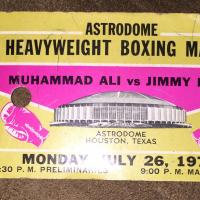 ASTRODOME
HEAVYWEIGHT BOXING MA
MUHAMMAD ALI vs JIMMY
ASTRODOME
HOUSTON, TEXAS
MONDAY JULY 26, 197
:30 P.M. PRELIMINARIES 9:00 P.M. MA